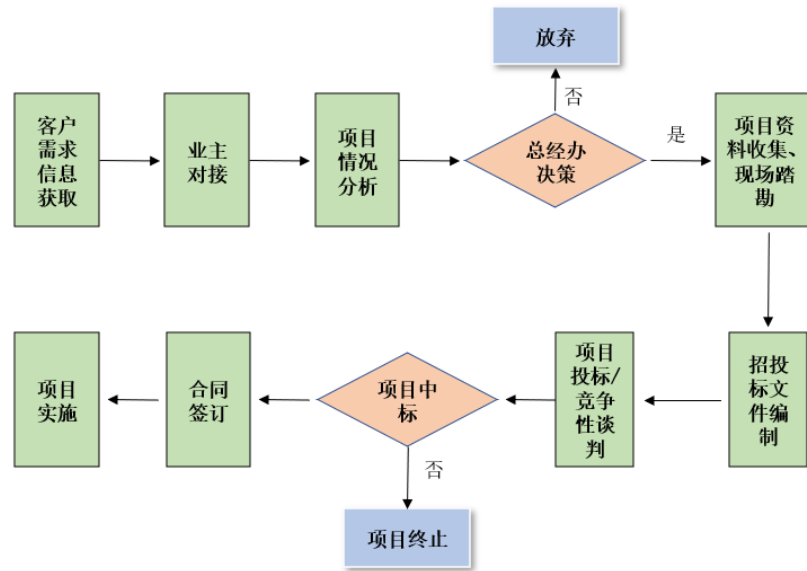 放弃
否
客户
需求
信息
获取
业主
对接
项目
情况
分析
总经办
决策
是
项目资
料收集、
现场踏
勘
项目
实施
合同
签订
项目中
标
项目
投标/
竞争
性谈
判
招投
标文
件编
制
否
项目终止